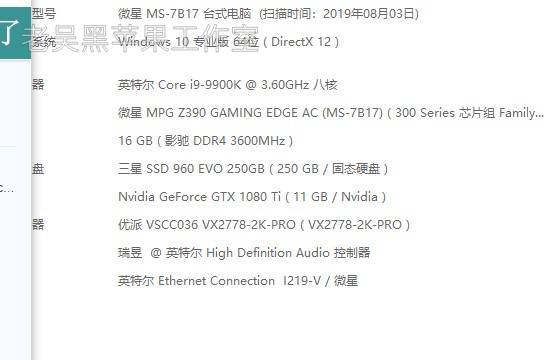 型号 微星 MS-7B17 台式电脑 (扫描时间：2019年08月03日)
了
老吴黑苹果工作室
系统 Windows 10 专业版 64位 ( DirectX 12 )
器 英特尔 Core i9-9900K @ 3.60GHz 八核
微星 MPG Z390 GAMING EDGE AC (MS-7B17) ( 300 Series 芯片组 Family...
16 GB ( 影驰 DDR4 3600MHz )
盘 三星 SSD 960 EVO 250GB ( 250 GB / 固态硬盘 )
c...
Nvidia GeForce GTX 1080 Ti ( 11 GB / Nvidia )
器 优派 VSCC036 VX2778-2K-PRO ( VX2778-2K-PRO )
瑞昱 @ 英特尔 High Definition Audio 控制器
英特尔 Ethernet Connection I219-V / 微星